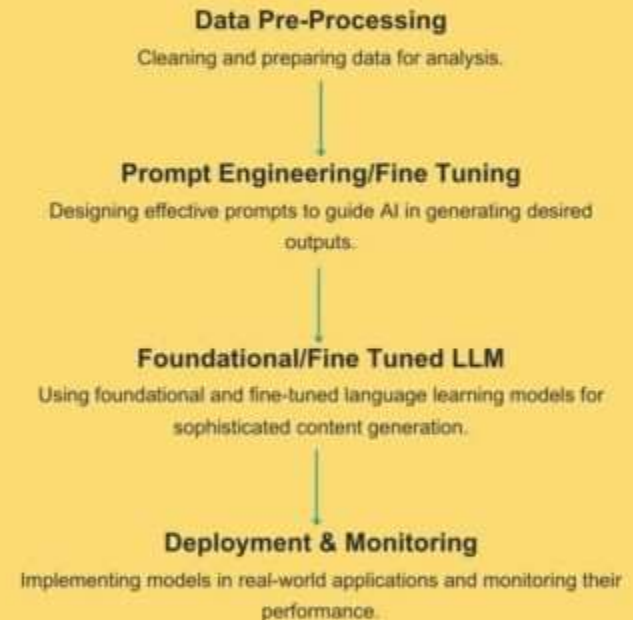 Data Pre-Processing
Cleaning and preparing data for analysis.
Prompt Engineering/Fine Tuning
Designing effective prompts to guide AI in generating desired
outputs.
Foundational/Fine Tuned LLM
Using foundational and fine-tuned language learning models for
sophisticated content generation.
Deployment & Monitoring
Implementing models in real-world applications and monitoring their
performance.